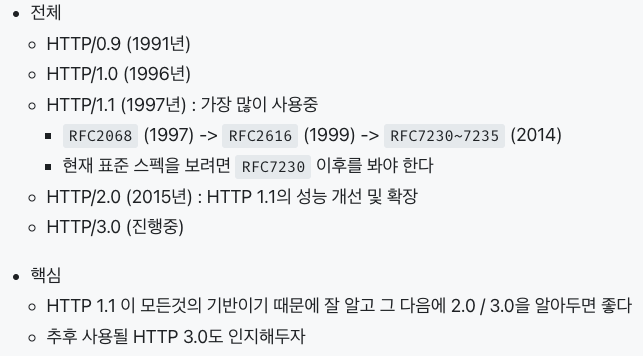 전체
HTTP/0.9 (1991년)
HTTP/1.0 (1996년)
HTTP/1.1 (1997년) : 가장 많이 사용중
RFC2068 (1997) -> RFC2616 (1999) -> RFC7230~7235 (2014)
현재 표준 스펙을 보려면 RFC7230 이후를 봐야 한다
HTTP/2.0 (2015년) : HTTP 1.1의 성능 개선 및 확장
HTTP/3.0 (진행중)
핵심
HTTP 1.1 이 모든것의 기반이기 때문에 잘 알고 그 다음에 2.0 / 3.0을 알아두면 좋다
추후 사용될 HTTP 3.0도 인지해두자